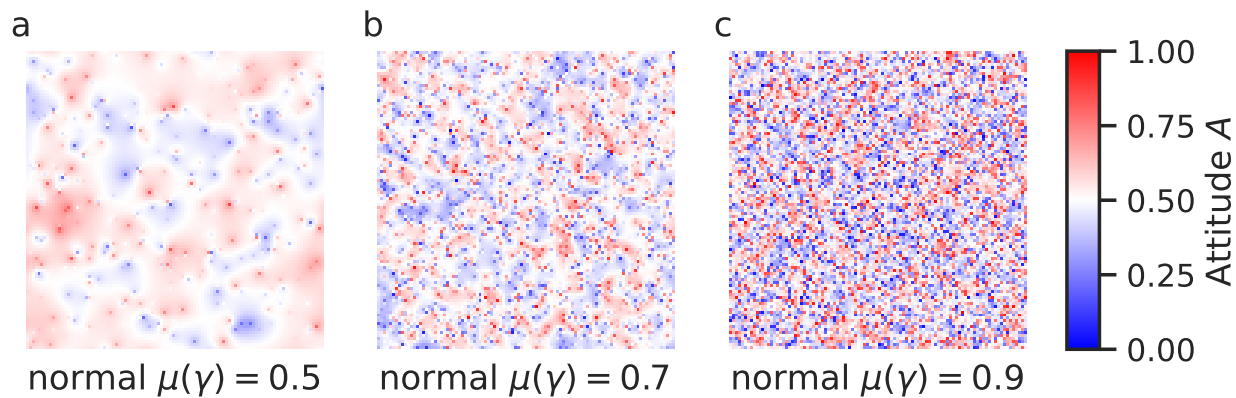 a
b
c
normal μ(γ) = 0.5
normal μ(γ) = 0.7
normal μ(γ) = 0.9
1.00
0.75
0.50
0.25
0.00
Attitude A